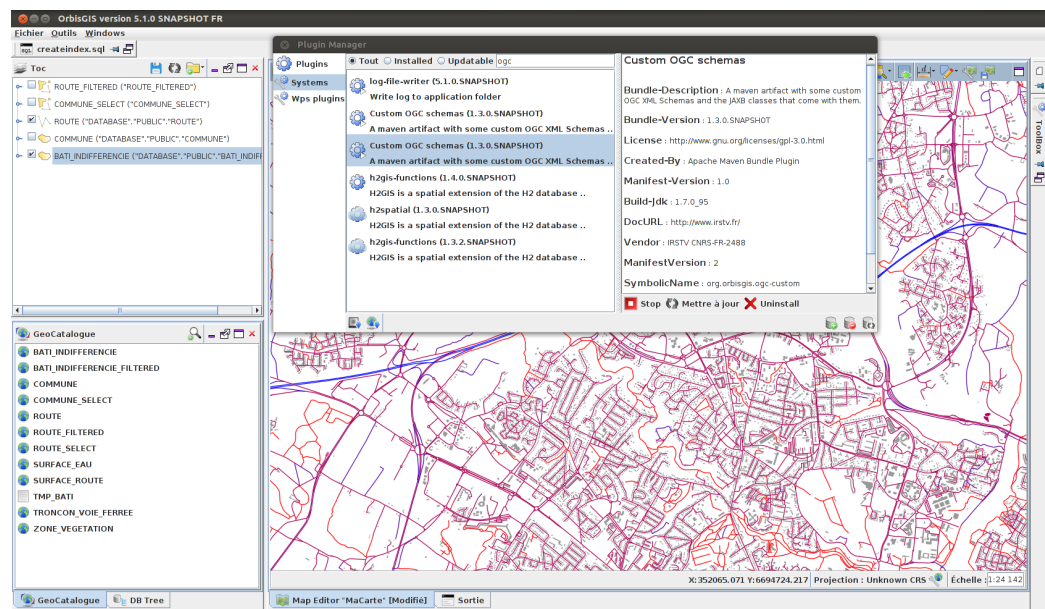 OrbisGIS version 5.1.0 SNAPSHOT FR
Fichier Outils Windows
SQL createindex.sql
Toc
ROUTE_FILTERED ("ROUTE_FILTERED")
COMMUNE_SELECT ("COMMUNE_SELECT")
ROUTE ("DATABASE"."PUBLIC"."ROUTE")
COMMUNE ("DATABASE"."PUBLIC"."COMMUNE")
BATI_INDIFFERENCIE ("DATABASE"."PUBLIC"."BATI_INDIFF
GeoCatalogue
BATI_INDIFFERENCIE
BATI_INDIFFERENCIE_FILTERED
COMMUNE
COMMUNE_SELECT
ROUTE
ROUTE_FILTERED
ROUTE_SELECT
SURFACE_EAU
SURFACE_ROUTE
TMP_BATI
TRONCON_VOIE_FERREE
ZONE_VEGETATION
GeoCatalogue DB Tree
Plugin Manager
Plugins
Systems
Wps plugins
Tout Installed Updatable ogc
log-file-writer (5.1.0.SNAPSHOT)
Write log to application folder
Custom OGC schemas (1.3.0.SNAPSHOT)
A maven artifact with some custom OGC XML Schemas ..
Custom OGC schemas (1.3.0.SNAPSHOT)
A maven artifact with some custom OGC XML Schemas ..
h2gis-functions (1.4.0.SNAPSHOT)
H2GIS is a spatial extension of the H2 database ..
h2spatial (1.3.0.SNAPSHOT)
H2GIS is a spatial extension of the H2 database ..
h2gis-functions (1.3.2.SNAPSHOT)
H2GIS is a spatial extension of the H2 database ..
Custom OGC schemas
Bundle-Description : A maven artifact with some custom
OGC XML Schemas and the JAXB classes that come with them.
Bundle-Version : 1.3.0.SNAPSHOT
License : http://www.gnu.org/licenses/gpl-3.0.html
Created-By : Apache Maven Bundle Plugin
Manifest-Version : 1.0
Build-Jdk : 1.7.0_95
DocURL : http://www.irstv.fr/
Vendor : IRSTV CNRS-FR-2488
ManifestVersion : 2
SymbolicName : org.orbisgis.ogc-custom
Stop Mettre à jour Uninstall
ToolBox
X:352065.071 Y:6694724.217 Projection : Unknown CRS Échelle : 1:24 142
Map Editor "MaCarte" [Modifié] Sortie